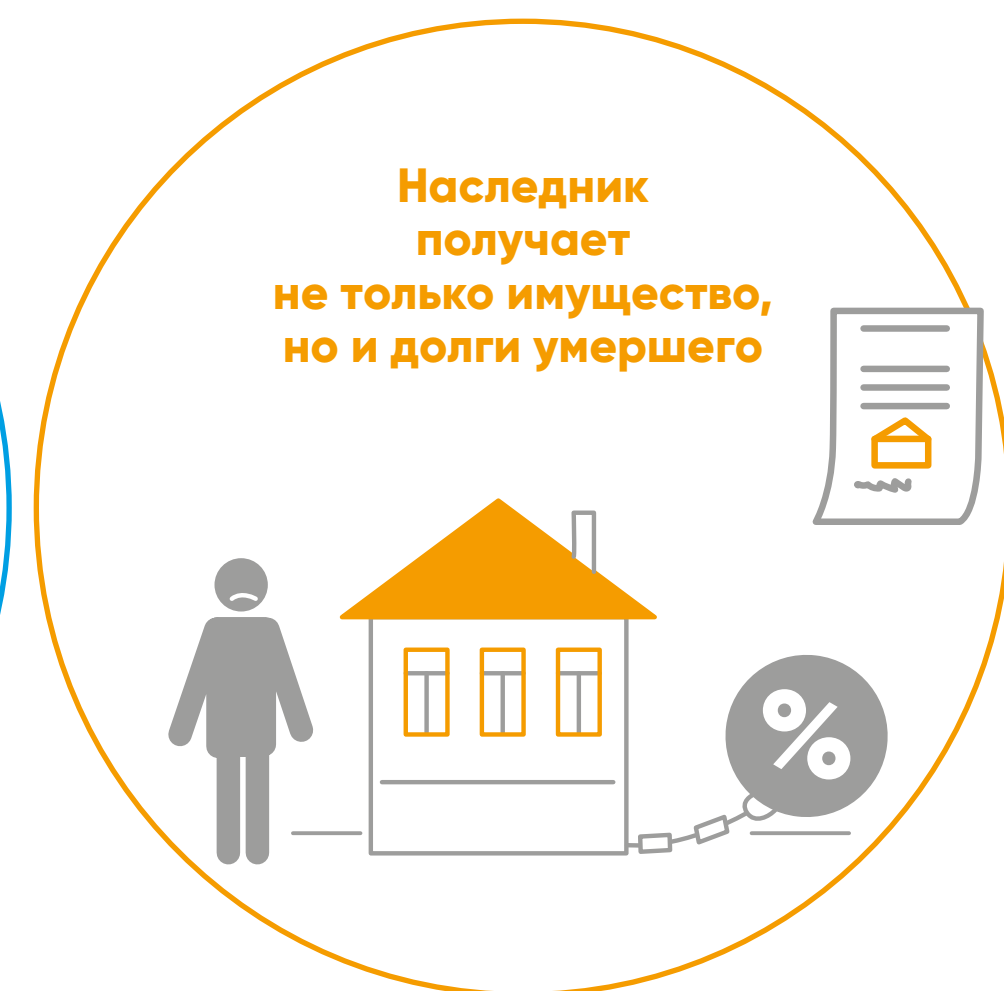 Наследник
получает
не только имущество,
но и долги умершего
%